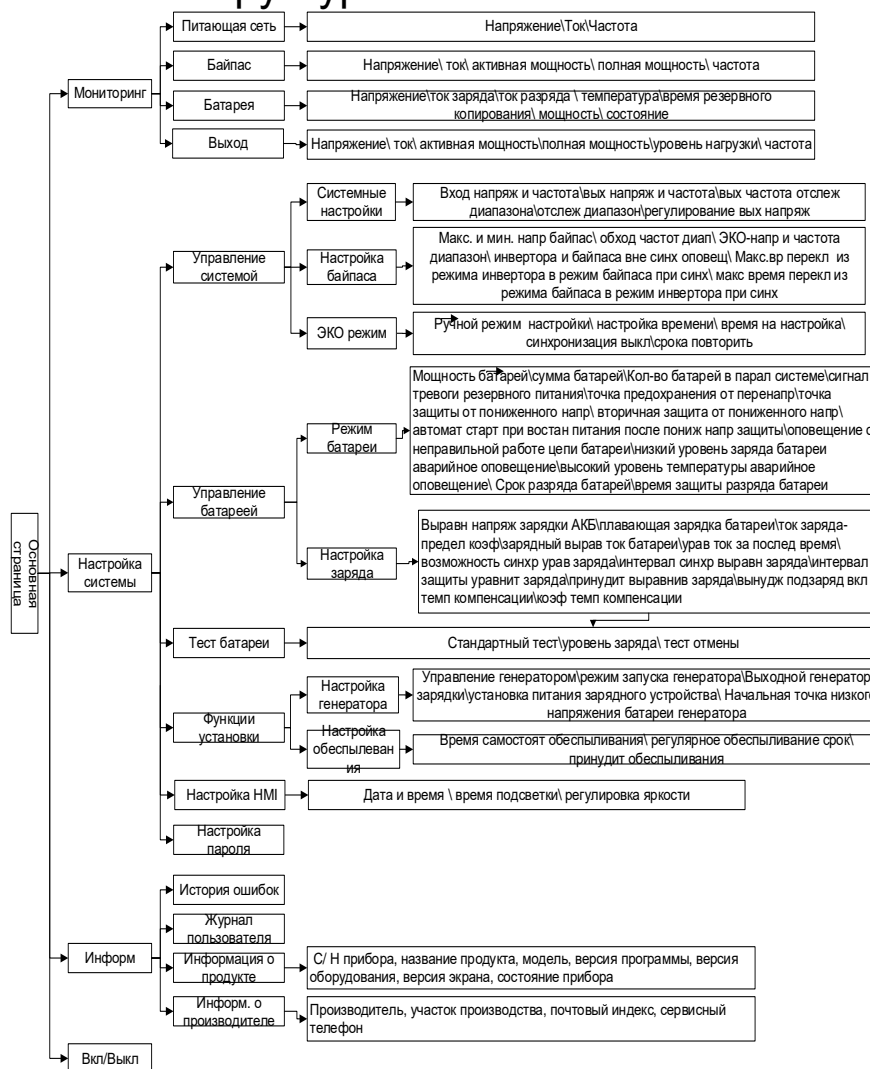 Питающая сеть
Напряжение\Ток\Частота
Байпас
Напряжение\ ток\ активная мощность\ полная мощность\ частота
Мониторинг
Батарея
Напряжение\ток заряда\ток разряда \ температура\время резервного
копирования\ мощность\ состояние
Выход
Напряжение\ ток\ активная мощность\полная мощность\уровень нагрузки\ частота
Системные
настройки
Вход напряж и частота\вых напряж и частота\вых частота отслеж
диапазона\отслеж диапазон\регулирование вых напряж
Управление
системой
Настройка
байпаса
Макс. и мин. напр байпас\ обход частот диап\ ЭКО-напр и частота
диапазон\ инвертора и байпаса вне синх оповещ\ Макс.вр перекл из
режима инвертора в режим байпаса при синх\ макс время перекл из
режима байпаса в режим инвертора при синх
ЭКО режим
Ручной режим настройки\ настройка времени\ время на настройка\
синхронизация выкл\срока повторить
Режим
батареи
Мощность батарей\сумма батарей\Кол-во батарей в парал системе\сигнал
тревоги резервного питания\точка предохранения от перенапр\точка
защиты от пониженного напр\ вторичная защита от пониженного напр\
автомат старт при востан питания после пониж напр защиты\оповещение о
неправильной работе цепи батареи\низкий уровень заряда батареи
аварийное оповещение\высокий уровень температуры аварийное
оповещение\ Срок разряда батарей\время защиты разряда батареи
Управление
батареей
Основная
страница
Настройка
системы
Настройка
заряда
Выравн напряж зарядки АКБ\плавающая зарядка батареи\ток заряда-
предел коэф\зарядный вырав ток батареи\урав ток за послед время\
возможность синхр урав заряда\интервал синхр выравн заряда\интервал
защиты уравнит заряда\принудит выравнив заряда\вынужд подзаряд вкл
темп компенсации\коэф темп компенсации
Тест батареи
Стандартный тест\уровень заряда\ тест отмены
Функции
установки
Настройка
генератора
Управление генератором\режим запуска генератора\Выходной генератор
зарядки\установка питания зарядного устройства\ Начальная точка низкого
напряжения батареи генератора
Настройка
обеспылеван
ия
Время самостоят обеспыливания\ регулярное обеспыливание срок\
принудит обеспыливания
Настройка HMI
Дата и время \ время подсветки\ регулировка яркости
Настройка
пароля
История ошибок
Журнал
пользователя
Информ
Информация о
продукте
С/ Н прибора, название продукта, модель, версия программы, версия
оборудования, версия экрана, состояние прибора
Информ. о
производителе
Производитель, участок производства, почтовый индекс, сервисный
телефон
Вкл/Выкл